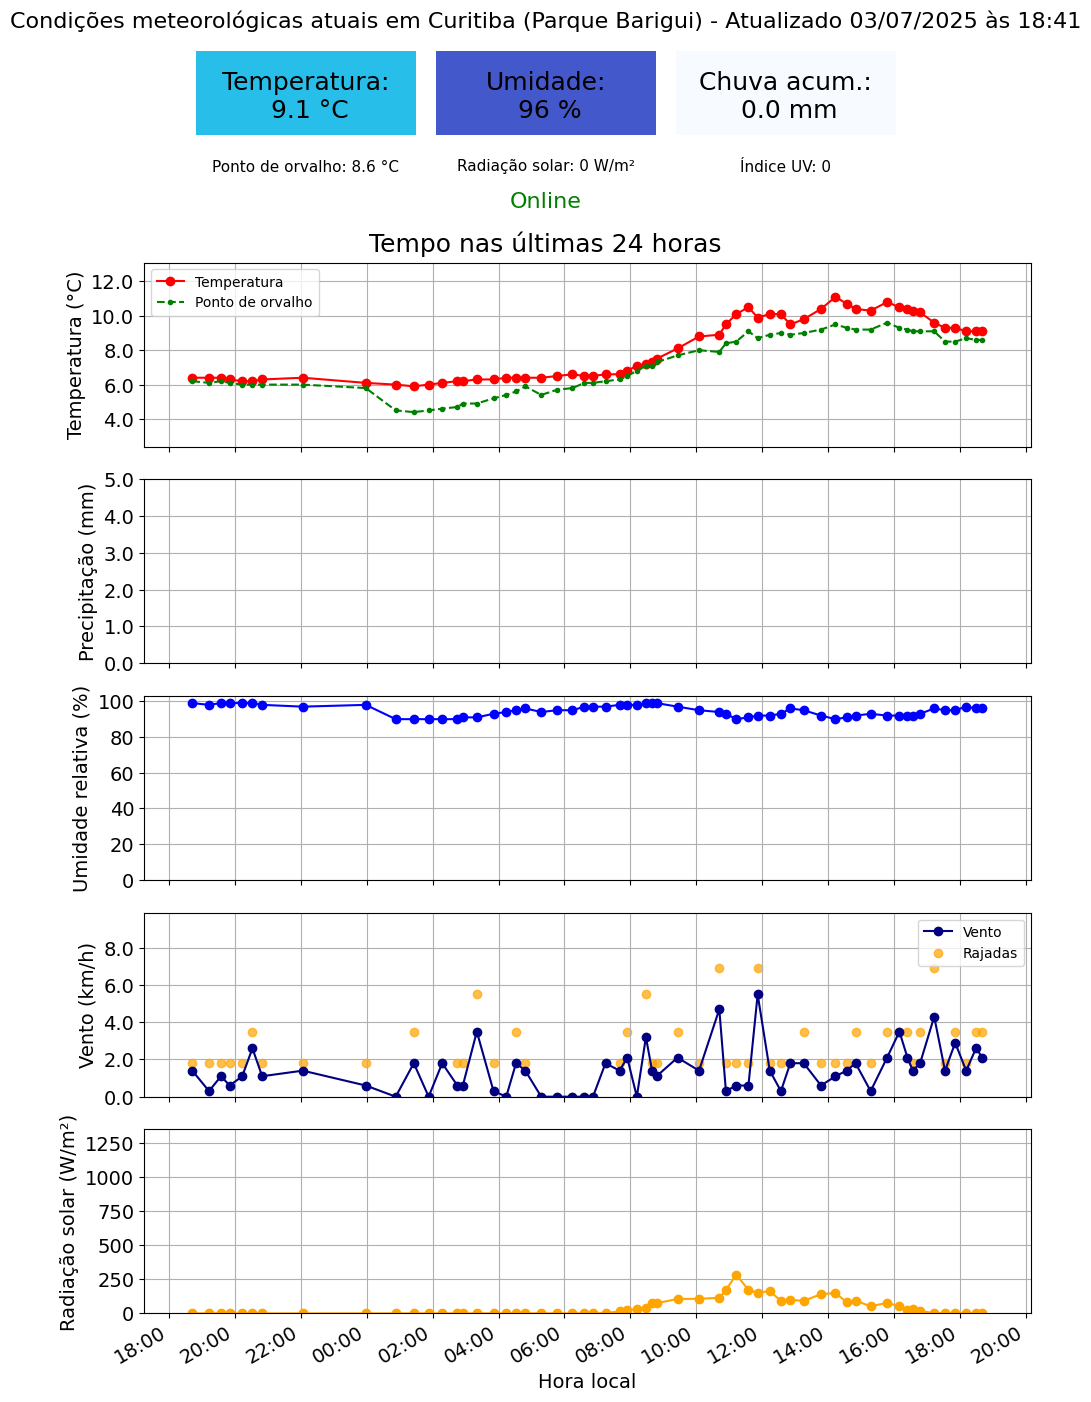 Condições meteorológicas atuais em Curitiba (Parque Barigui) - Atualizado 03/07/2025 às 18:41
Temperatura:
9.1 °C
Umidade:
96 %
Chuva acum.:
0.0 mm
Ponto de orvalho: 8.6 °C
Radiação solar: 0 W/m²
Índice UV: 0
Online
Tempo nas últimas 24 horas
Temperatura (°C)
12.0
10.0
8.0
6.0
4.0
Temperatura
Ponto de orvalho
Precipitação (mm)
5.0
4.0
3.0
2.0
1.0
0.0
Umidade relativa (%)
100
80
60
40
20
0
Vento (km/h)
8.0
6.0
4.0
2.0
0.0
Vento
Rajadas
Radiação solar (W/m²)
1250
1000
750
500
250
0
18:00
20:00
22:00
00:00
02:00
04:00
06:00
08:00
10:00
12:00
14:00
16:00
18:00
20:00
Hora local